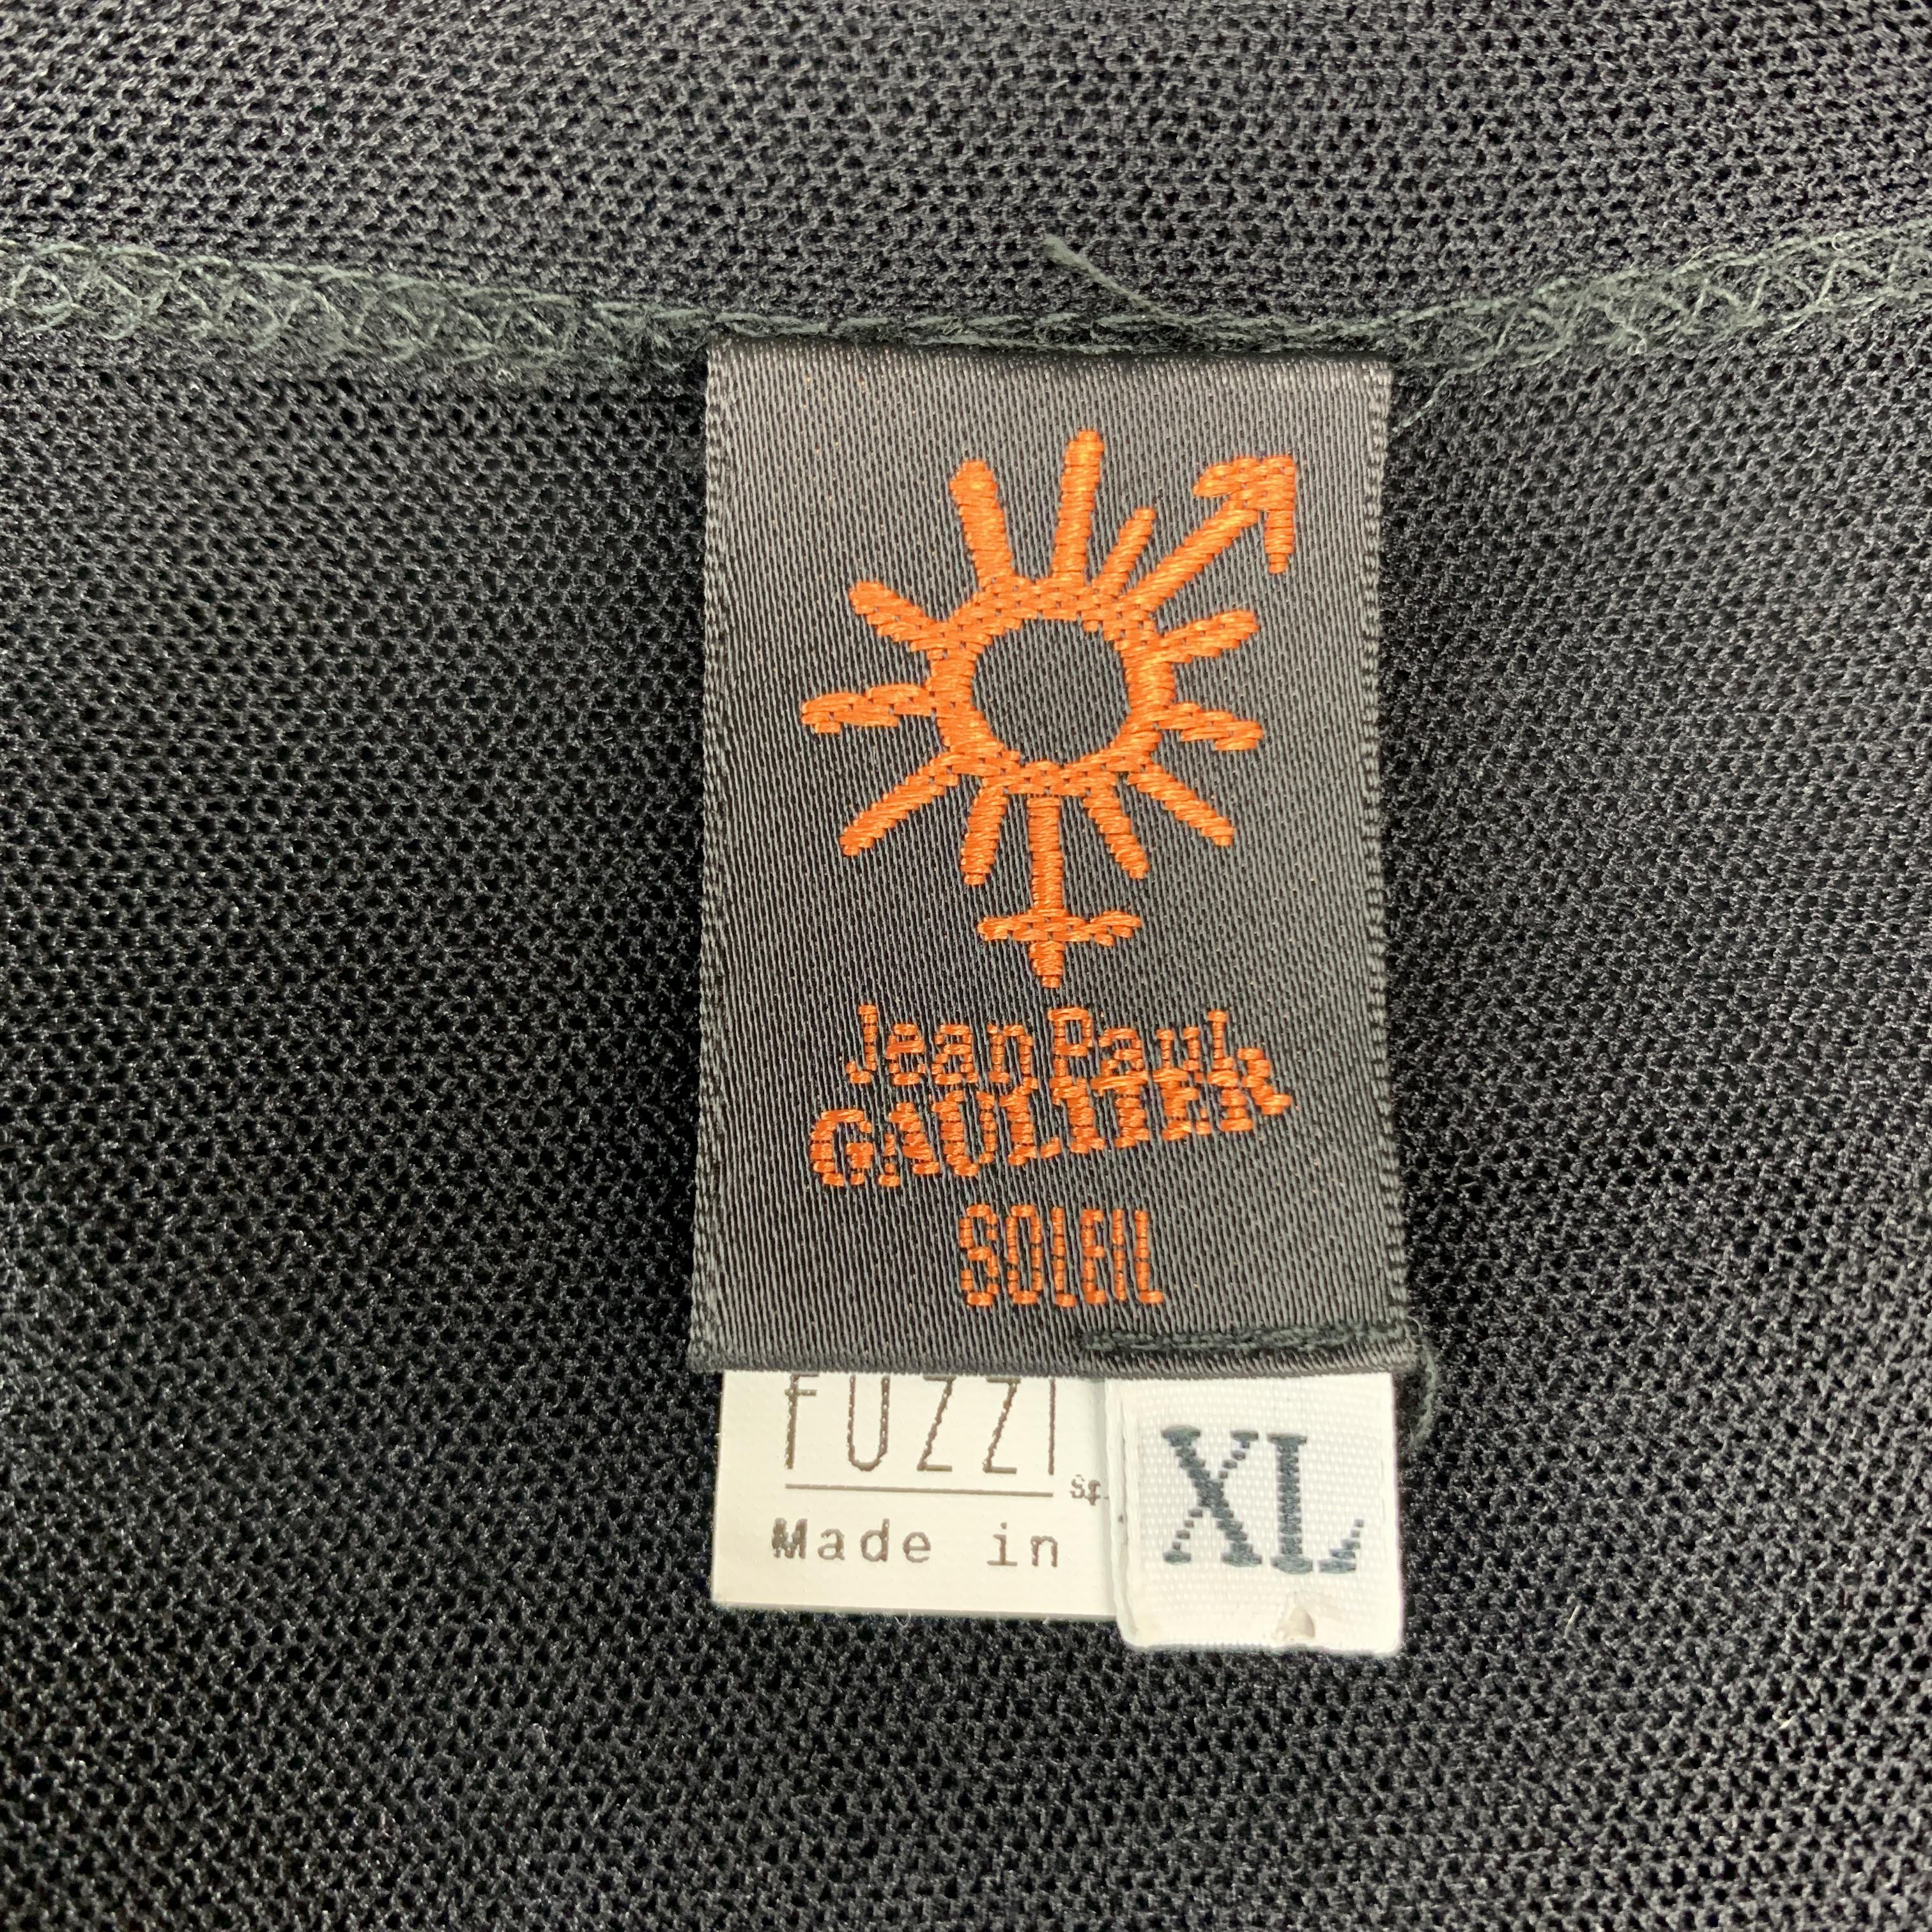 Jean Paul
GAULTIER
SOLEIL
FUZZI
Made in
XL